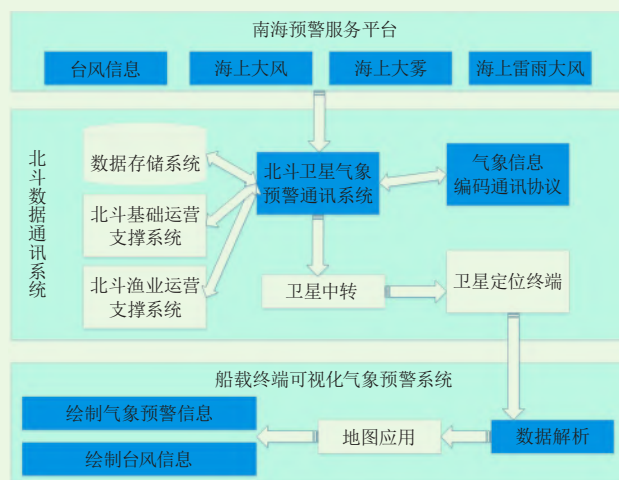 南海预警服务平台
台风信息
海上大风
海上大雾
海上雷雨大风
北斗数据通讯系统
数据存储系统
北斗基础运营
支撑系统
北斗渔业运营
支撑系统
北斗卫星气象
预警通讯系统
气象信息
编码通讯协议
卫星中转
卫星定位终端
船载终端可视化气象预警系统
绘制气象预警信息
绘制台风信息
地图应用
数据解析